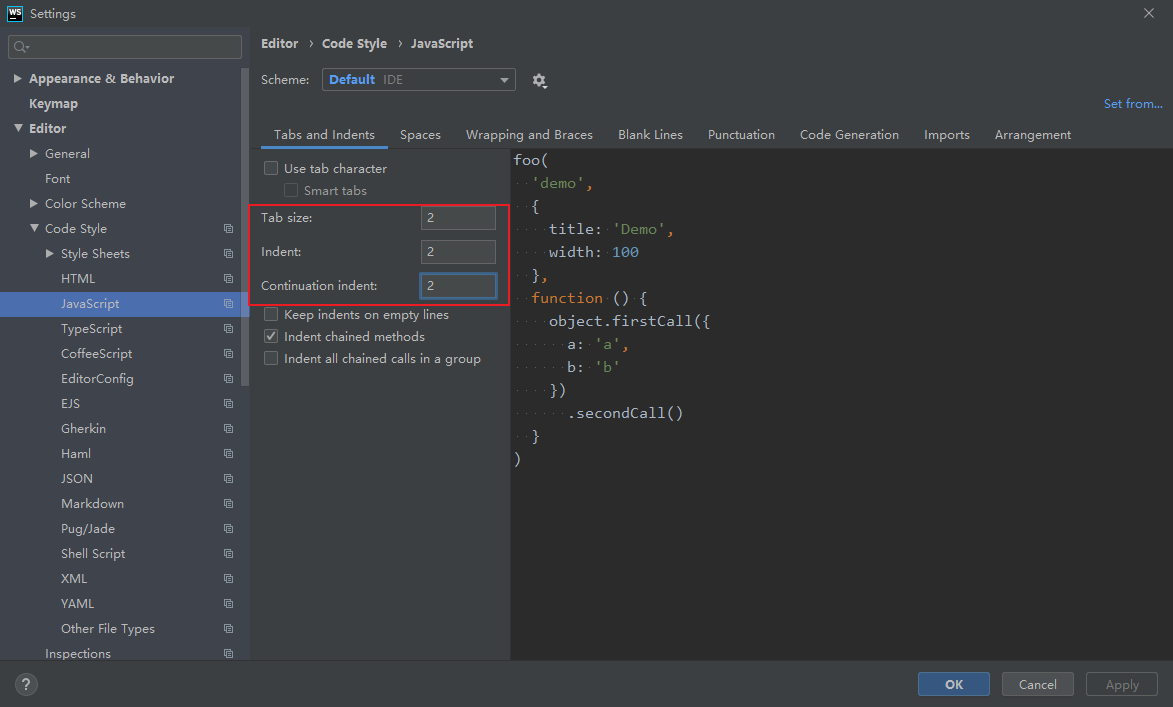 WS Settings
Editor › Code Style › JavaScript
Scheme: Default IDE
Set from...
Appearance & Behavior
Keymap
Editor
General
Font
Color Scheme
Code Style
Style Sheets
HTML
JavaScript
TypeScript
CoffeeScript
EditorConfig
EJS
Gherkin
Haml
JSON
Markdown
Pug/Jade
Shell Script
XML
YAML
Other File Types
Inspections
Tabs and Indents Spaces Wrapping and Braces Blank Lines Punctuation Code Generation Imports Arrangement
Use tab character
Smart tabs
Tab size: 2
Indent: 2
Continuation indent: 2
Keep indents on empty lines
Indent chained methods
Indent all chained calls in a group
foo(
'demo',
{
title: 'Demo',
width: 100
},
function () {
object.firstCall({
a: 'a',
b: 'b'
})
.secondCall()
}
)
? OK Cancel Apply